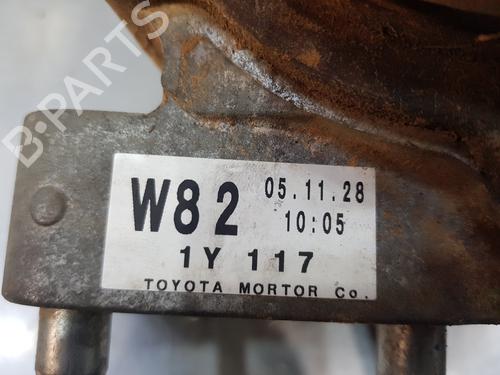 B-PARTS
W82 05.11.28
10:05
1Y 117
TOYOTA MORTOR Co.